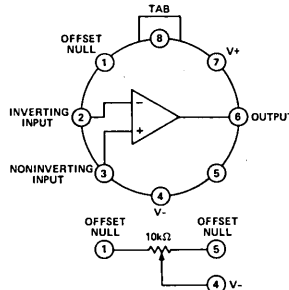 TAB
OFFSET
NULL
8
V+
1
7
INVERTING
INPUT
2
−
6
OUTPUT
+
NONINVERTING
INPUT
3
5
4
V-
OFFSET
NULL
OFFSET
NULL
10kΩ
1
5
4
V-